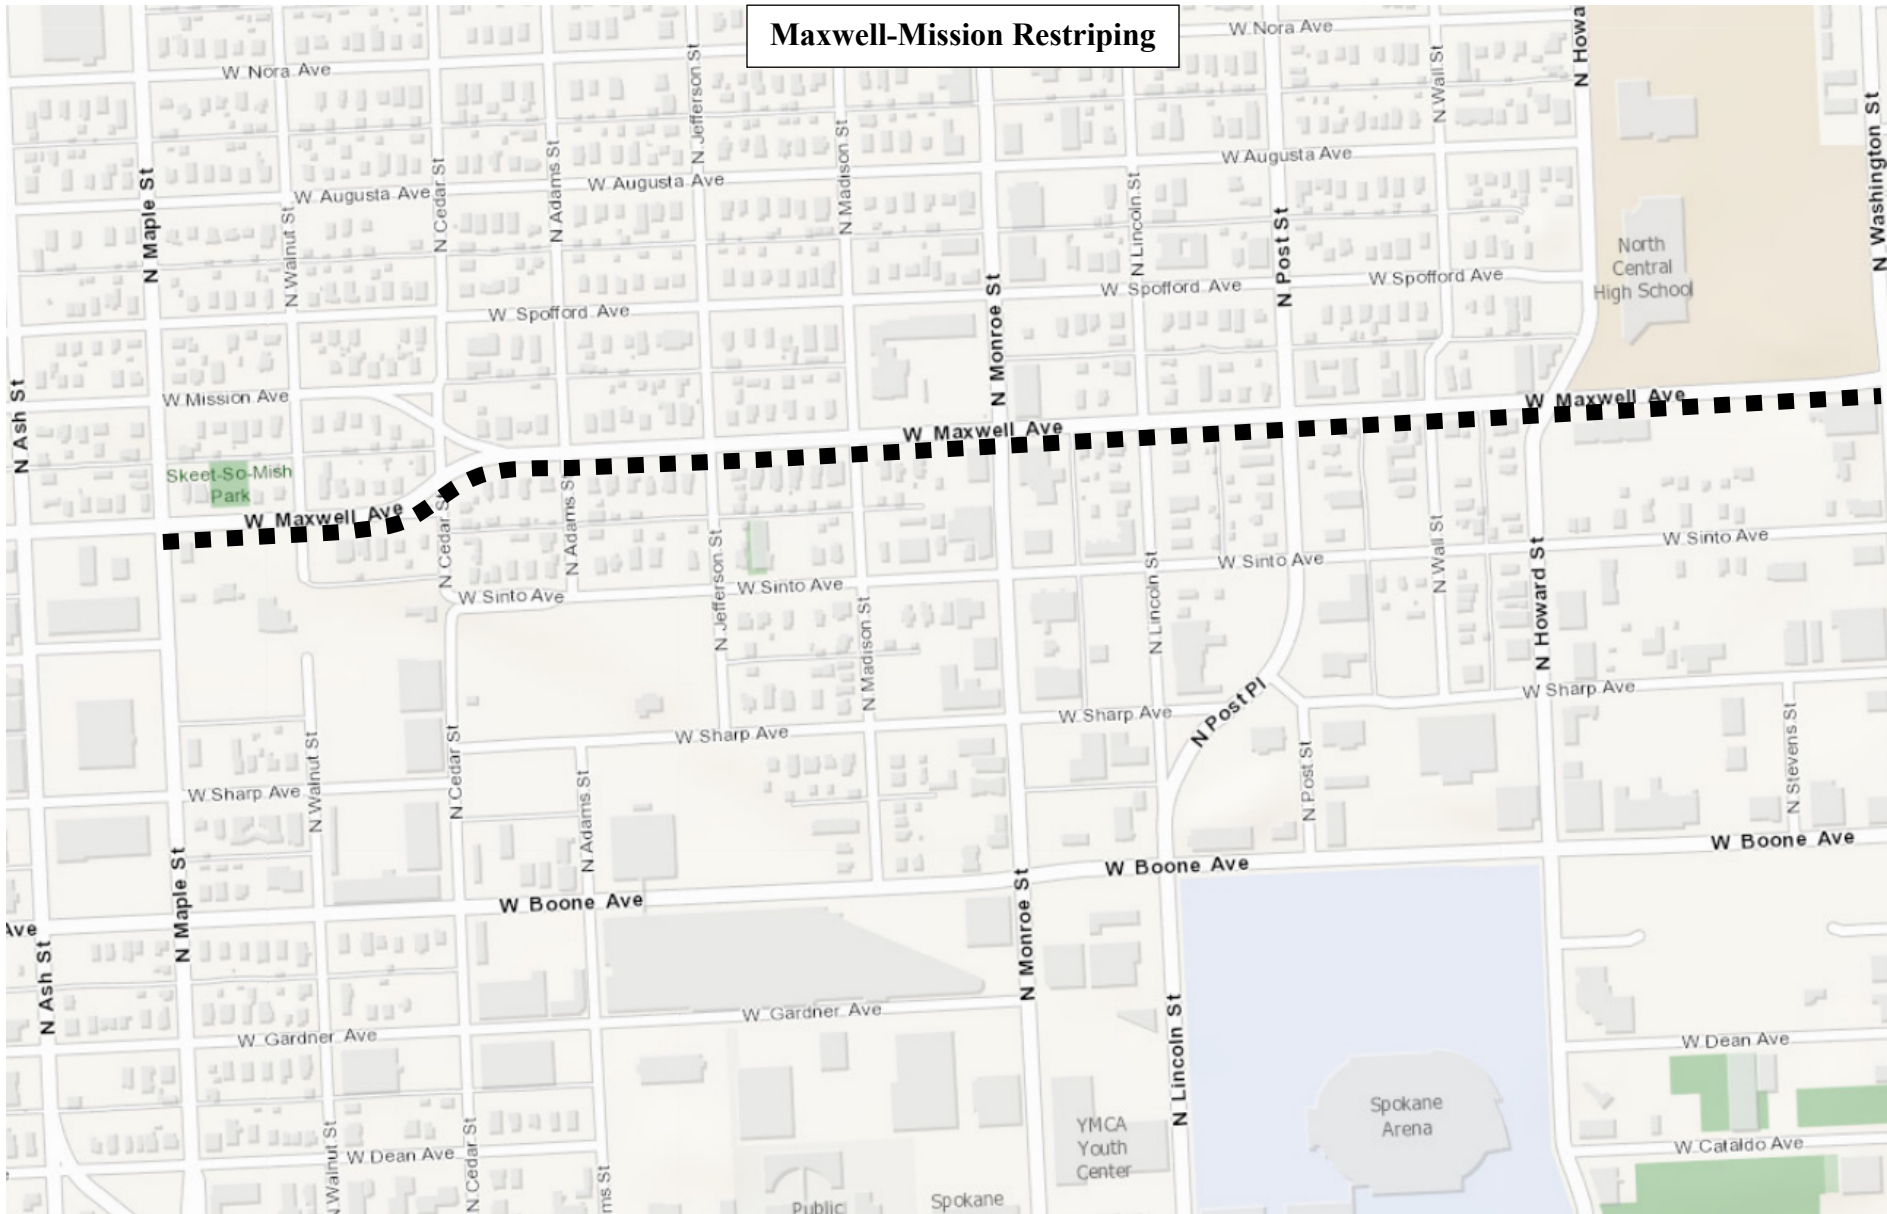 Maxwell-Mission Restriping
W Nora Ave
W Nora Ave
N Howa
N Wall St
N Jefferson St
N Washington St
N Madison St
W Augusta Ave
N Maple St
N Cedar St
N Adams St
W Augusta Ave
W Augusta Ave
N Lincoln St
N Walnut St
N Post St
North
Central
High School
W Spofford Ave
W Spofford Ave
W Spofford Ave
N Monroe St
N Ash St
W Mission Ave
W Maxwell Ave
W Maxwell Ave
Skeet-So-Mish
Park
W Maxwell Ave
N Cedar St
N Adams St
N Jefferson St
W Sinto Ave
W Sinto Ave
W Sinto Ave
W Sinto Ave
N Lincoln St
N Wall St
N Howard St
N Madison St
W Sharp Ave
W Sharp Ave
N Post Pl
W Sharp Ave
N Walnut St
N Cedar St
N Post St
N Stevens St
W Sharp Ave
N Adams St
W Boone Ave
W Boone Ave
W Boone Ave
N Maple St
Ave
N Ash St
N Monroe St
W Gardner Ave
W Gardner Ave
N Lincoln St
W Dean Ave
Spokane
Arena
YMCA
Youth
Center
W Cataldo Ave
N Walnut St
N Cedar St
W Dean Ave
ms St
Public
Spokane